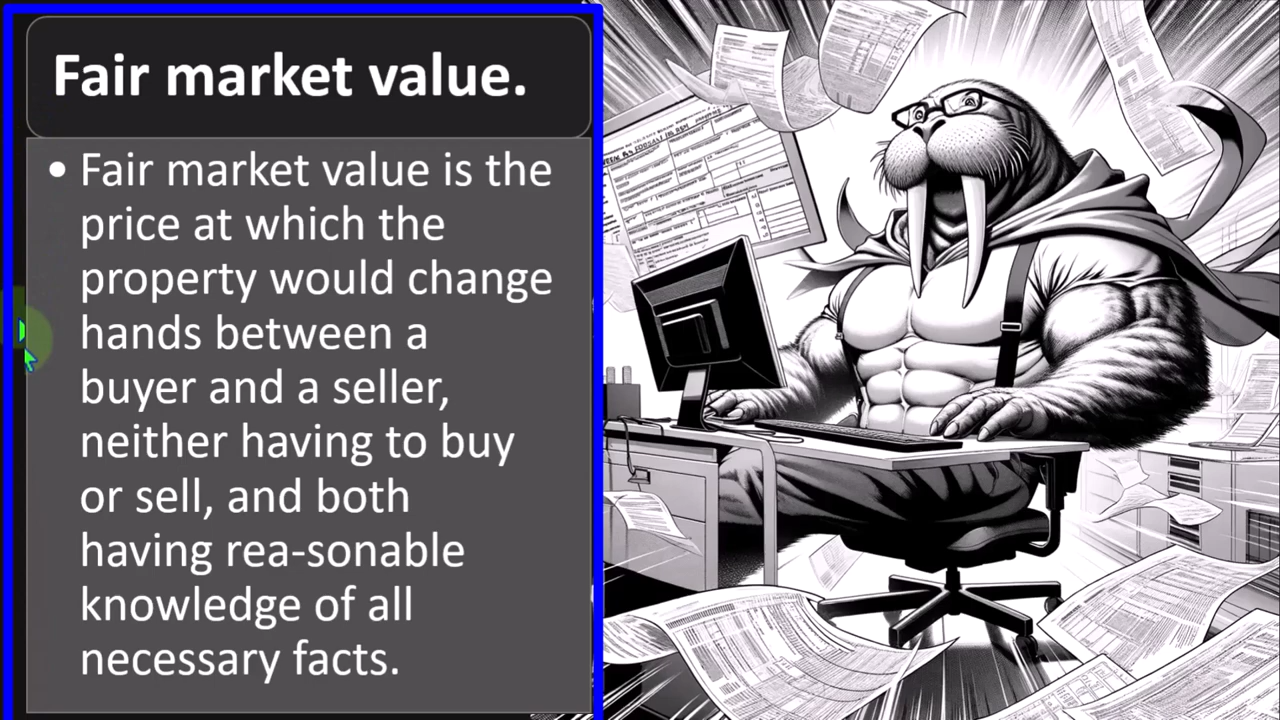 Fair market value.
• Fair market value is the
price at which the
property would change
hands between a
buyer and a seller,
neither having to buy
or sell, and both
having rea-sonable
knowledge of all
necessary facts.